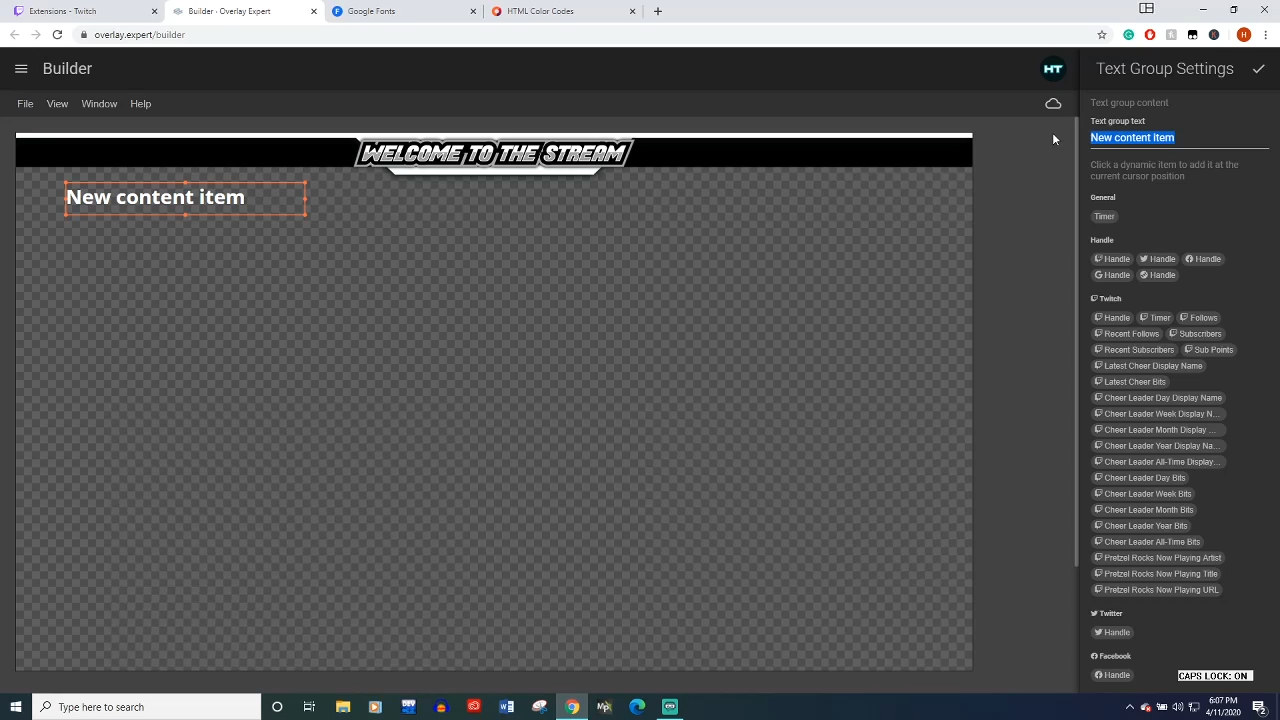 Extensions - Twitch
Builder · Overlay Expert
Google Fonts
HTML Color Codes
overlay.expert/builder
H
Builder
HT
Text Group Settings
File View Window Help
Text group content
Text group text
New content item
Click a dynamic item to add it at the
current cursor position
WELCOME TO THE STREAM
New content item
General
Timer
Handle
Handle Handle Handle
Handle Handle
Twitch
Handle Timer Follows
Recent Follows Subscribers
Recent Subscribers Sub Points
Latest Cheer Display Name
Latest Cheer Bits
Cheer Leader Day Display Name
Cheer Leader Week Display N...
Cheer Leader Month Display ...
Cheer Leader Year Display Na...
Cheer Leader All-Time Display...
Cheer Leader Day Bits
Cheer Leader Week Bits
Cheer Leader Month Bits
Cheer Leader Year Bits
Cheer Leader All-Time Bits
Pretzel Rocks Now Playing Artist
Pretzel Rocks Now Playing Title
Pretzel Rocks Now Playing URL
Twitter
Handle
Facebook
Handle
CAPS LOCK: ON
Type here to search
6:07 PM
4/11/2020